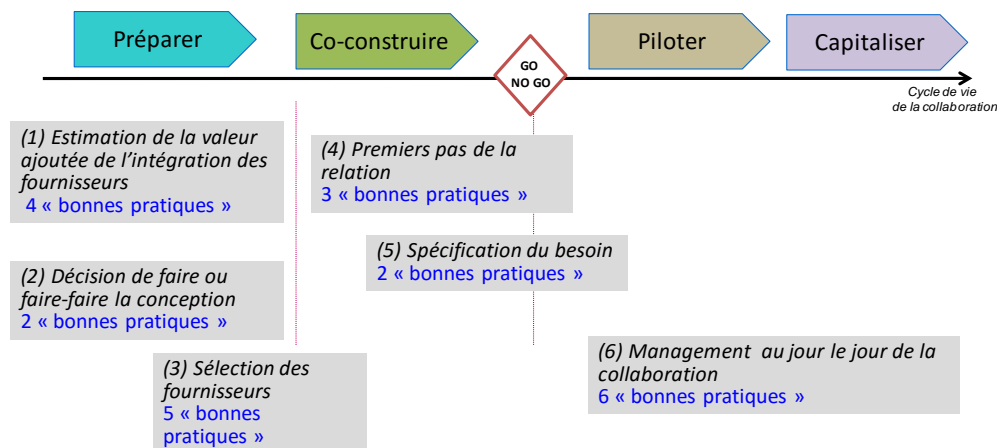 Préparer
Co-construire
Piloter
Capitaliser
GO
NO GO
Cycle de vie
de la collaboration
(1) Estimation de la valeur
ajoutée de l'intégration des
fournisseurs
4 « bonnes pratiques »
(4) Premiers pas de la
relation
3 « bonnes pratiques »
(5) Spécification du besoin
2 « bonnes pratiques »
(2) Décision de faire ou
faire-faire la conception
2 « bonnes pratiques »
(3) Sélection des
fournisseurs
5 « bonnes
pratiques »
(6) Management au jour le jour de la
collaboration
6 « bonnes pratiques »